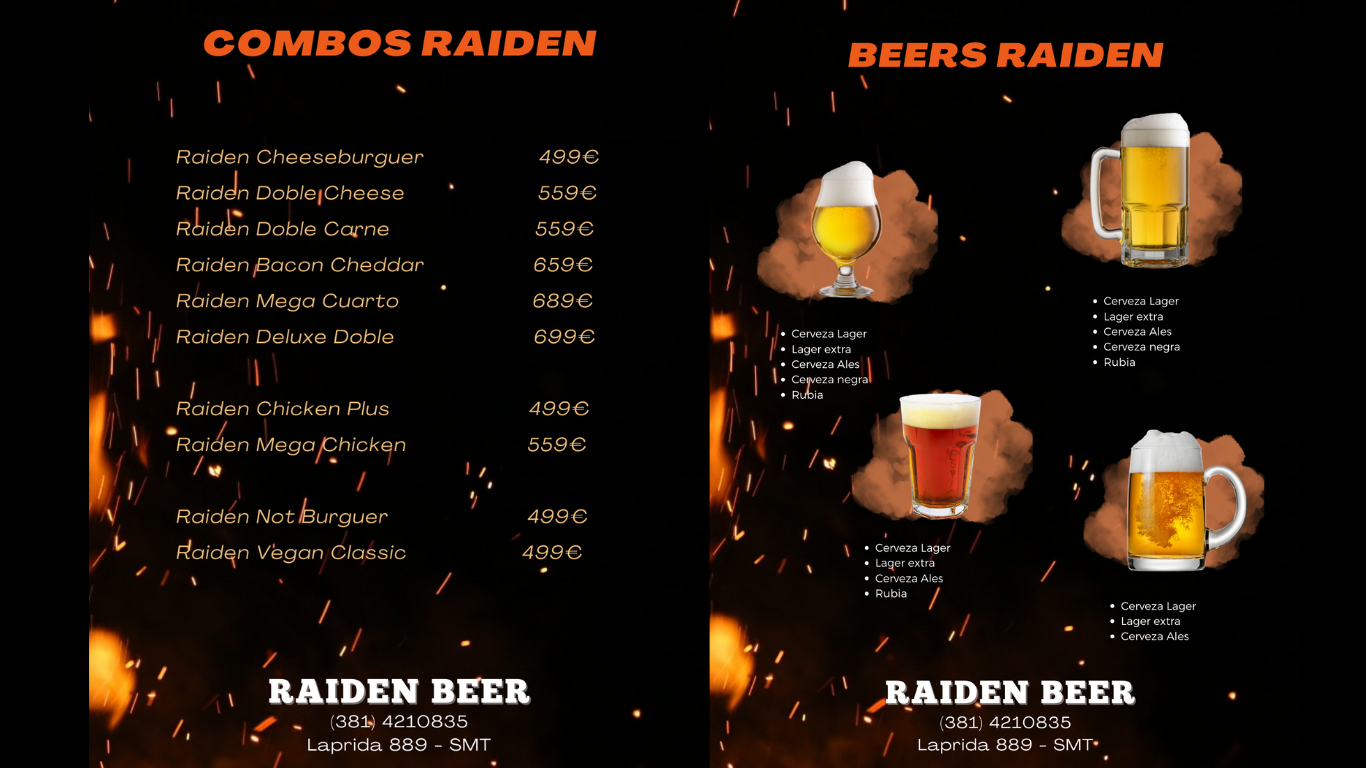 COMBOS RAIDEN
Raiden Cheeseburguer 499€
Raiden Doble Cheese 559€
Raiden Doble Carne 559€
Raiden Bacon Cheddar 659€
Raiden Mega Cuarto 689€
Raiden Deluxe Doble 699€
Raiden Chicken Plus 499€
Raiden Mega Chicken 559€
Raiden Not Burguer 499€
Raiden Vegan Classic 499€
RAIDEN BEER
(381) 4210835
Laprida 889 - SMT
BEERS RAIDEN
• Cerveza Lager
• Lager extra
• Cerveza Ales
• Cerveza negra
• Rubia
• Cerveza Lager
• Lager extra
• Cerveza Ales
• Cerveza negra
• Rubia
• Cerveza Lager
• Lager extra
• Cerveza Ales
• Rubia
• Cerveza Lager
• Lager extra
• Cerveza Ales
RAIDEN BEER
(381) 4210835
Laprida 889 - SMT